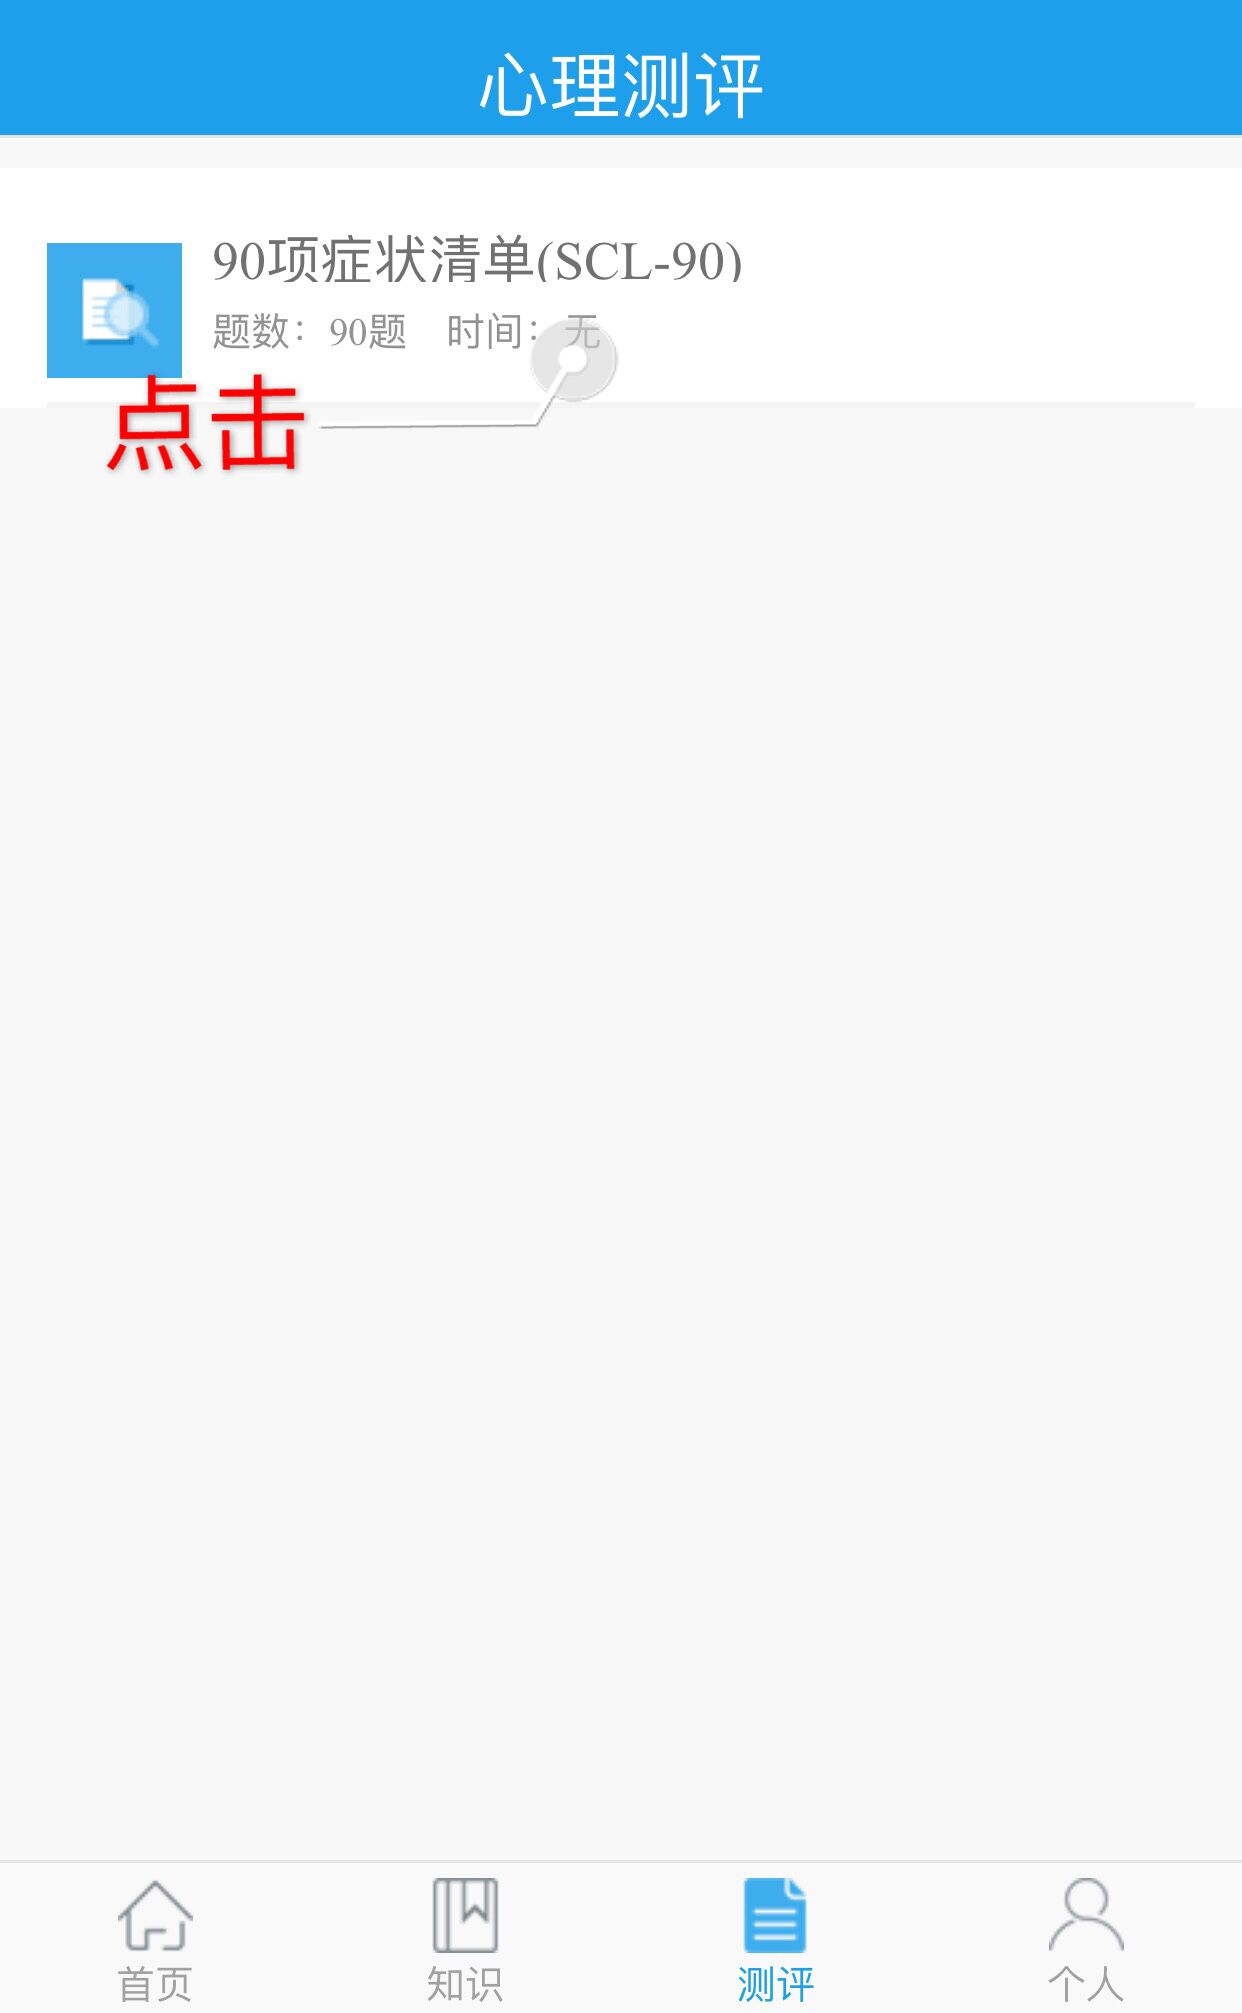 心理测评
90项症状清单(SCL-90)
题数：90题 时间：无
点击
首页 知识 测评 个人